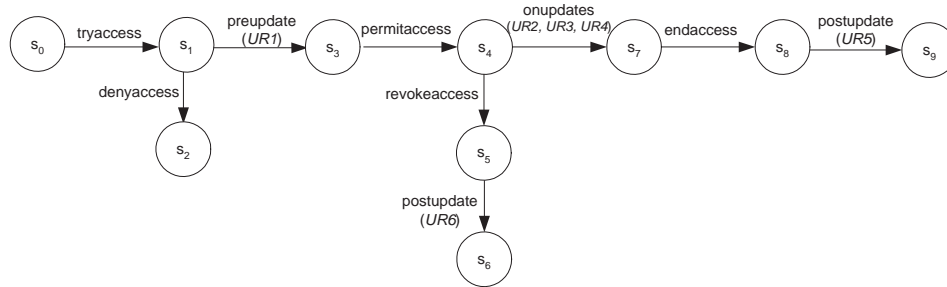 s0 tryaccess s1 preupdate (UR1) s3 permitaccess s4 onupdates (UR2, UR3, UR4) s7 endaccess s8 postupdate (UR5) s9
denyaccess
revokeaccess
s2
s5
postupdate
(UR6)
s6